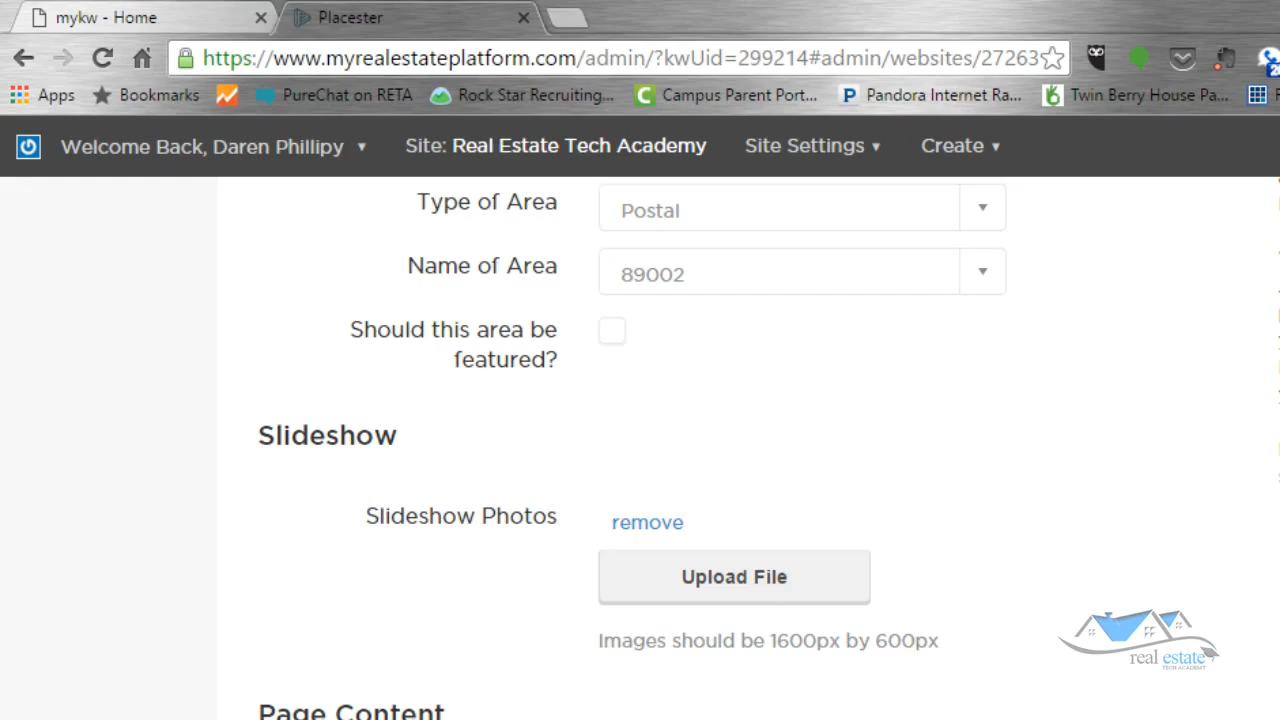 mykw - Home
Placester
https://www.myrealestateplatform.com/admin/?kwUid=299214#admin/websites/27263
Apps Bookmarks PureChat on RETA Rock Star Recruiting... Campus Parent Port... Pandora Internet Ra... Twin Berry House Pa...
Welcome Back, Daren Phillipy ▼ Site: Real Estate Tech Academy Site Settings ▼ Create ▼
Type of Area Postal
Name of Area 89002
Should this area be
featured?
Slideshow
Slideshow Photos remove
Upload File
Images should be 1600px by 600px
real estate
TECH ACADEMY
Page Content